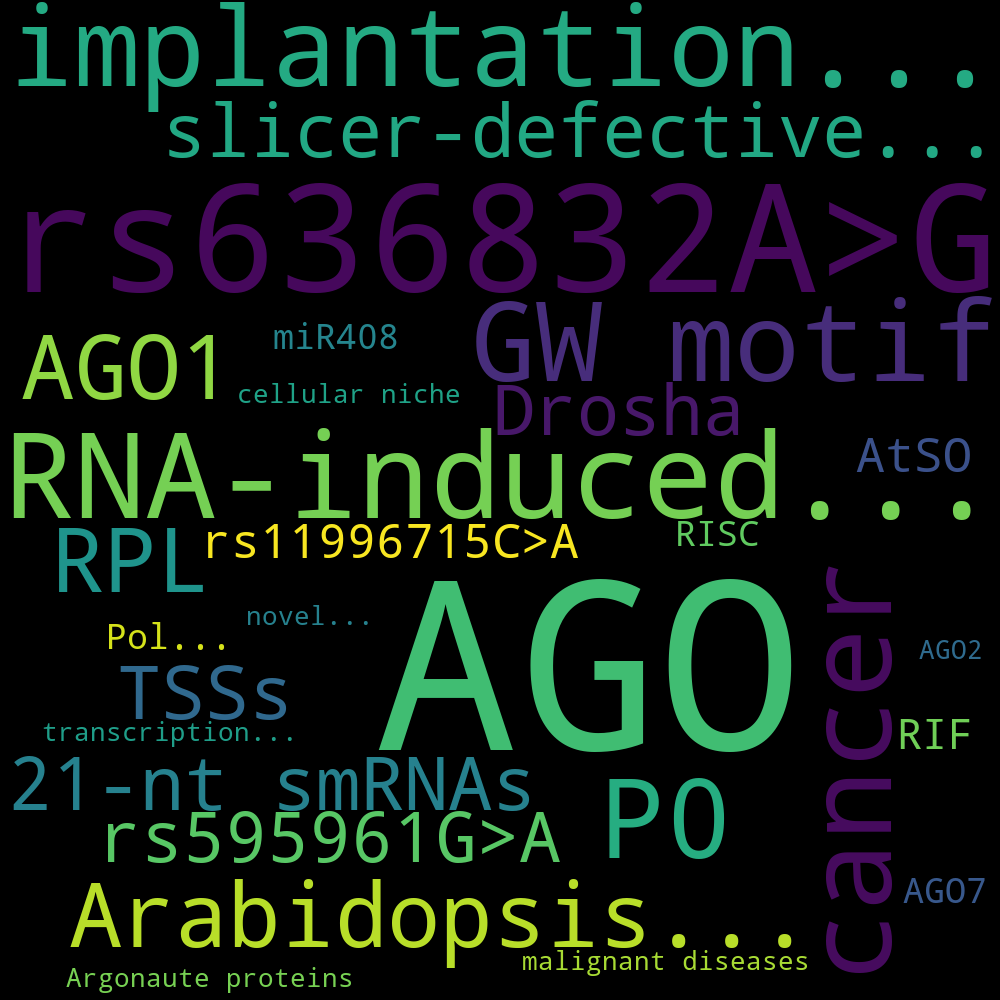 implantation...
slicer-defective...
rs636832A>G
GW motif
AGO1
miR408
cellular niche
Drosha
RNA-induced...
AtSO
RPL
rs11996715C>A
RISC
AGO
cancer
novel...
Pol...
AGO2
TSSs
transcription...
RIF
21-nt smRNAs
PO
rs595961G>A
Arabidopsis...
AGO7
malignant diseases
Argonaute proteins